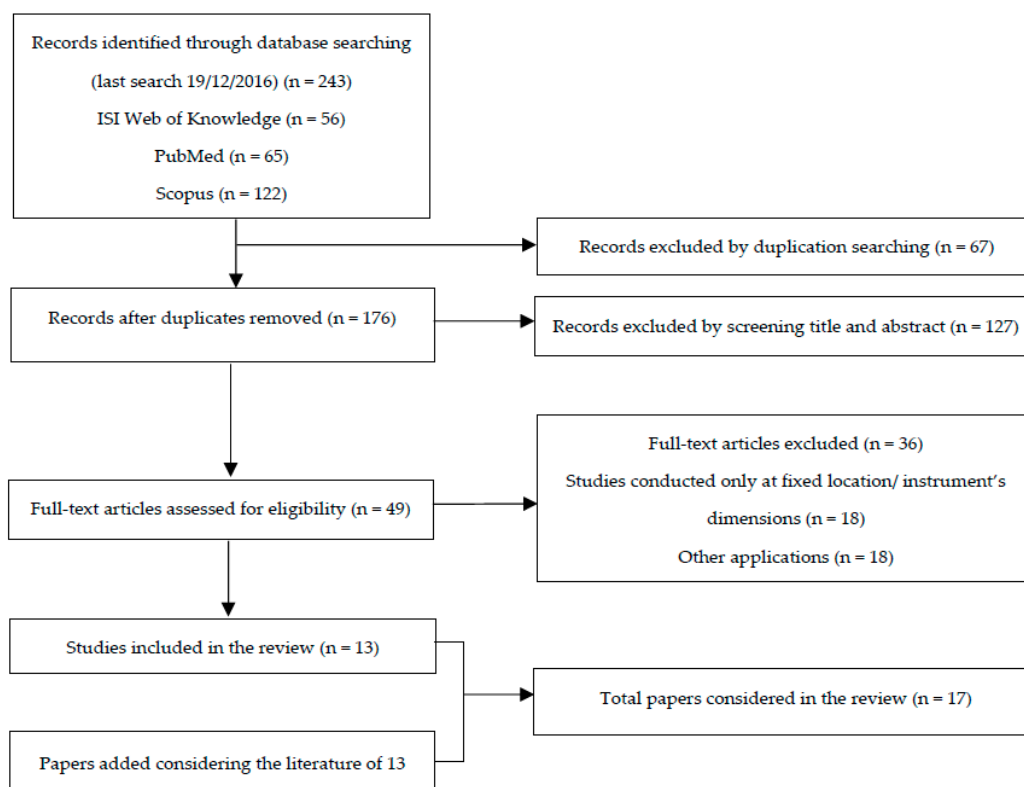 Records identified through database searching
(last search 19/12/2016) (n = 243)
ISI Web of Knowledge (n = 56)
PubMed (n = 65)
Scopus (n = 122)
Records excluded by duplication searching (n = 67)
Records after duplicates removed (n = 176)
Records excluded by screening title and abstract (n = 127)
Full-text articles excluded (n = 36)
Studies conducted only at fixed location/ instrument's
dimensions (n = 18)
Other applications (n = 18)
Full-text articles assessed for eligibility (n = 49)
Studies included in the review (n = 13)
Total papers considered in the review (n = 17)
Papers added considering the literature of 13